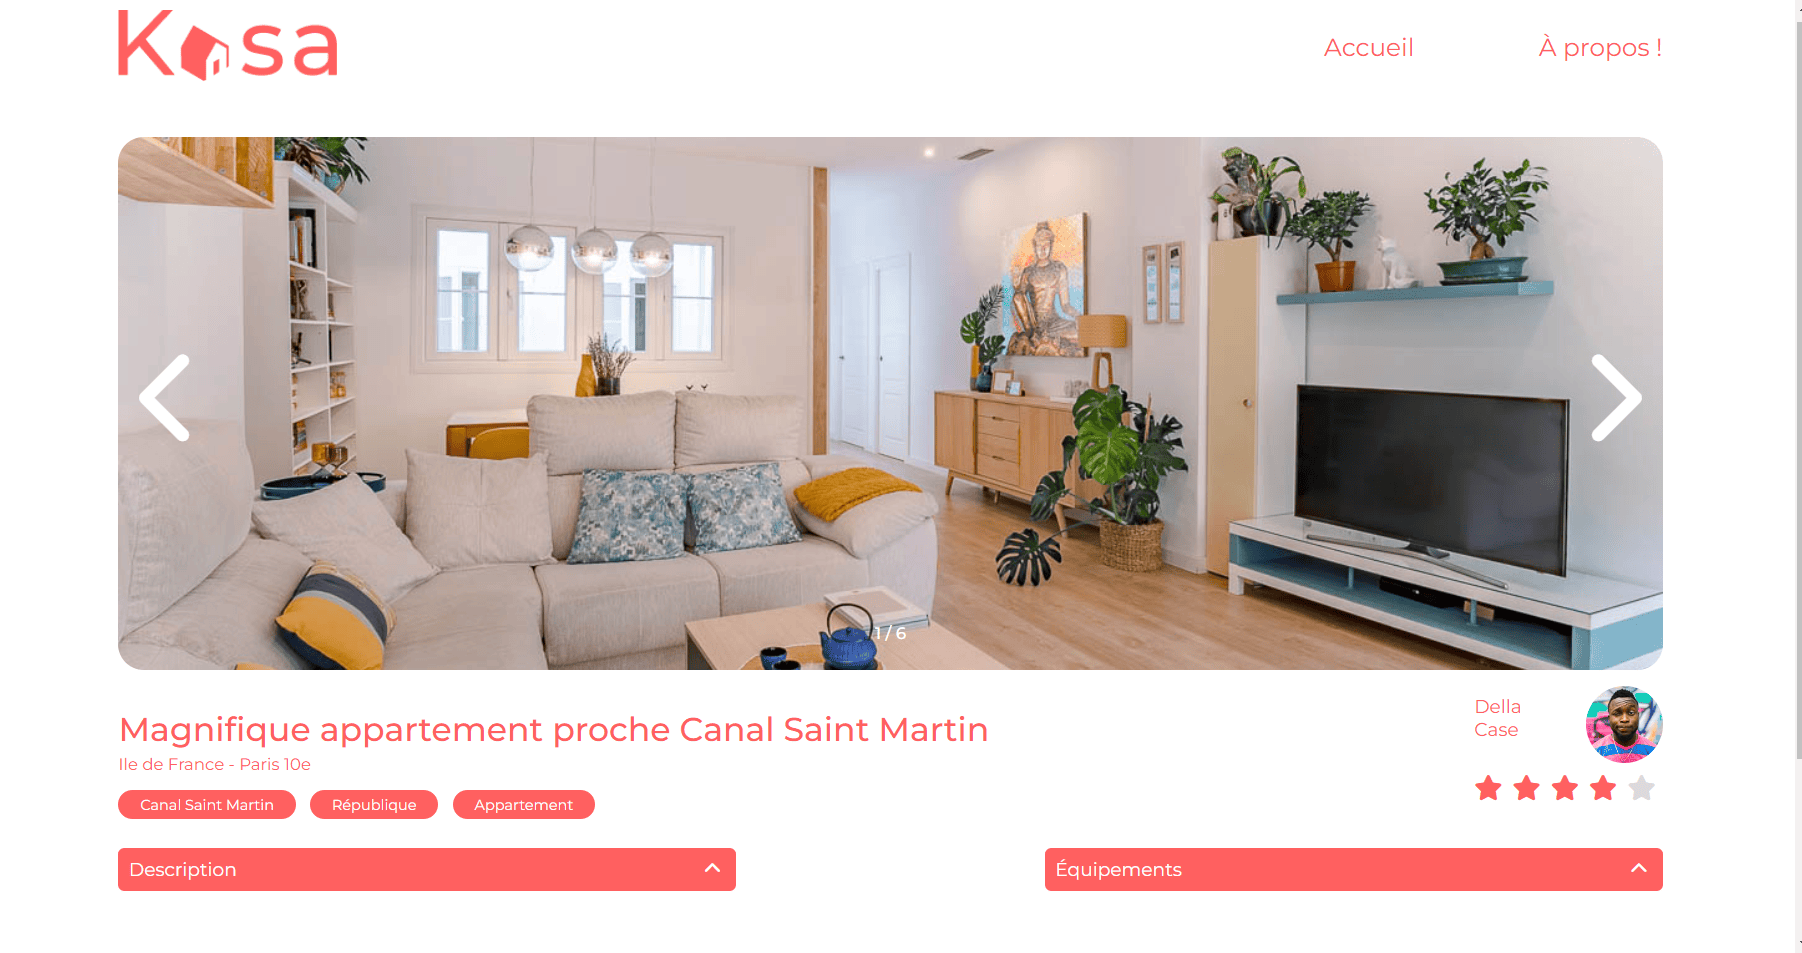 Kasa
Accueil
À propos !
1 / 6
Magnifique appartement proche Canal Saint Martin
Ile de France - Paris 10e
Della
Case
Canal Saint Martin
République
Appartement
Description
Équipements